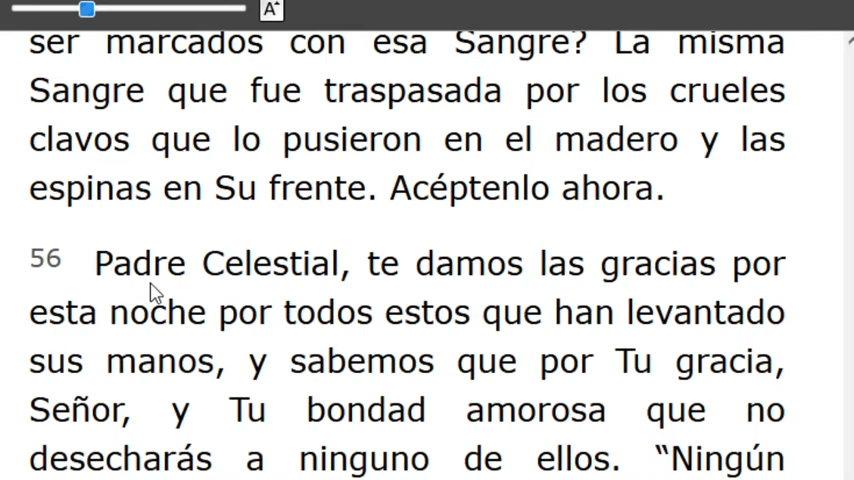 A
ser marcados con esa Sangre? La misma
Sangre que fue traspasada por los crueles
clavos que lo pusieron en el madero y las
espinas en Su frente. Acéptenlo ahora.
56 Padre Celestial, te damos las gracias por
esta noche por todos estos que han levantado
sus manos, y sabemos que por Tu gracia,
Señor, y Tu bondad amorosa que no
desecharás a ninguno de ellos. “Ningún